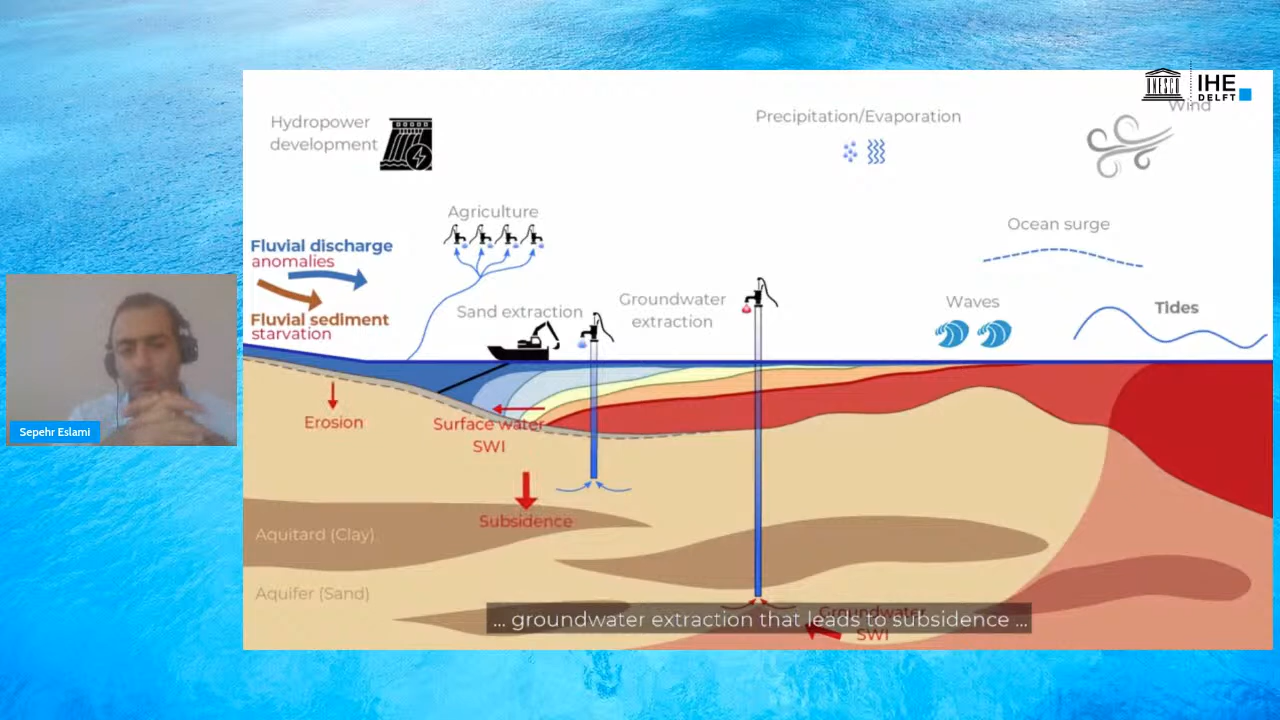 UNESCO
IHE
DELFT
Wind
Hydropower
development
Precipitation/Evaporation
Agriculture
Ocean surge
Fluvial discharge
anomalies
Sand extraction
Groundwater
extraction
Waves
Tides
Fluvial sediment
starvation
Erosion
Surface water
SWI
Sepehr Eslami
Subsidence
Aquitard (Clay)
Aquifer (Sand)
Groundwater
SWI
... groundwater extraction that leads to subsidence ...